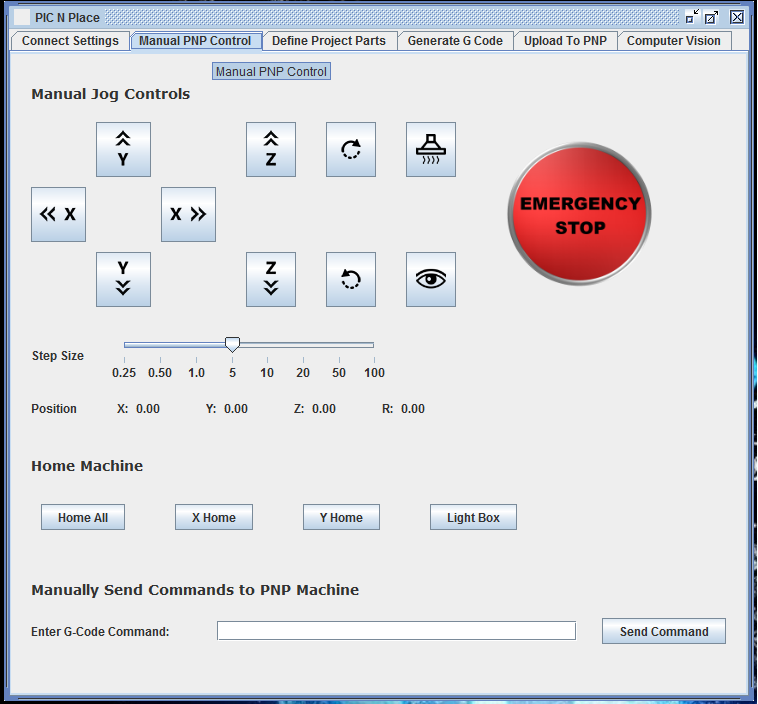 PIC N Place
Connect Settings Manual PNP Control Define Project Parts Generate G Code Upload To PNP Computer Vision
Manual PNP Control
Manual Jog Controls
Y Z
X X
EMERGENCY
STOP
Y Z
Step Size
0.25 0.50 1.0 5 10 20 50 100
Position X: 0.00 Y: 0.00 Z: 0.00 R: 0.00
Home Machine
Home All X Home Y Home Light Box
Manually Send Commands to PNP Machine
Enter G-Code Command: Send Command